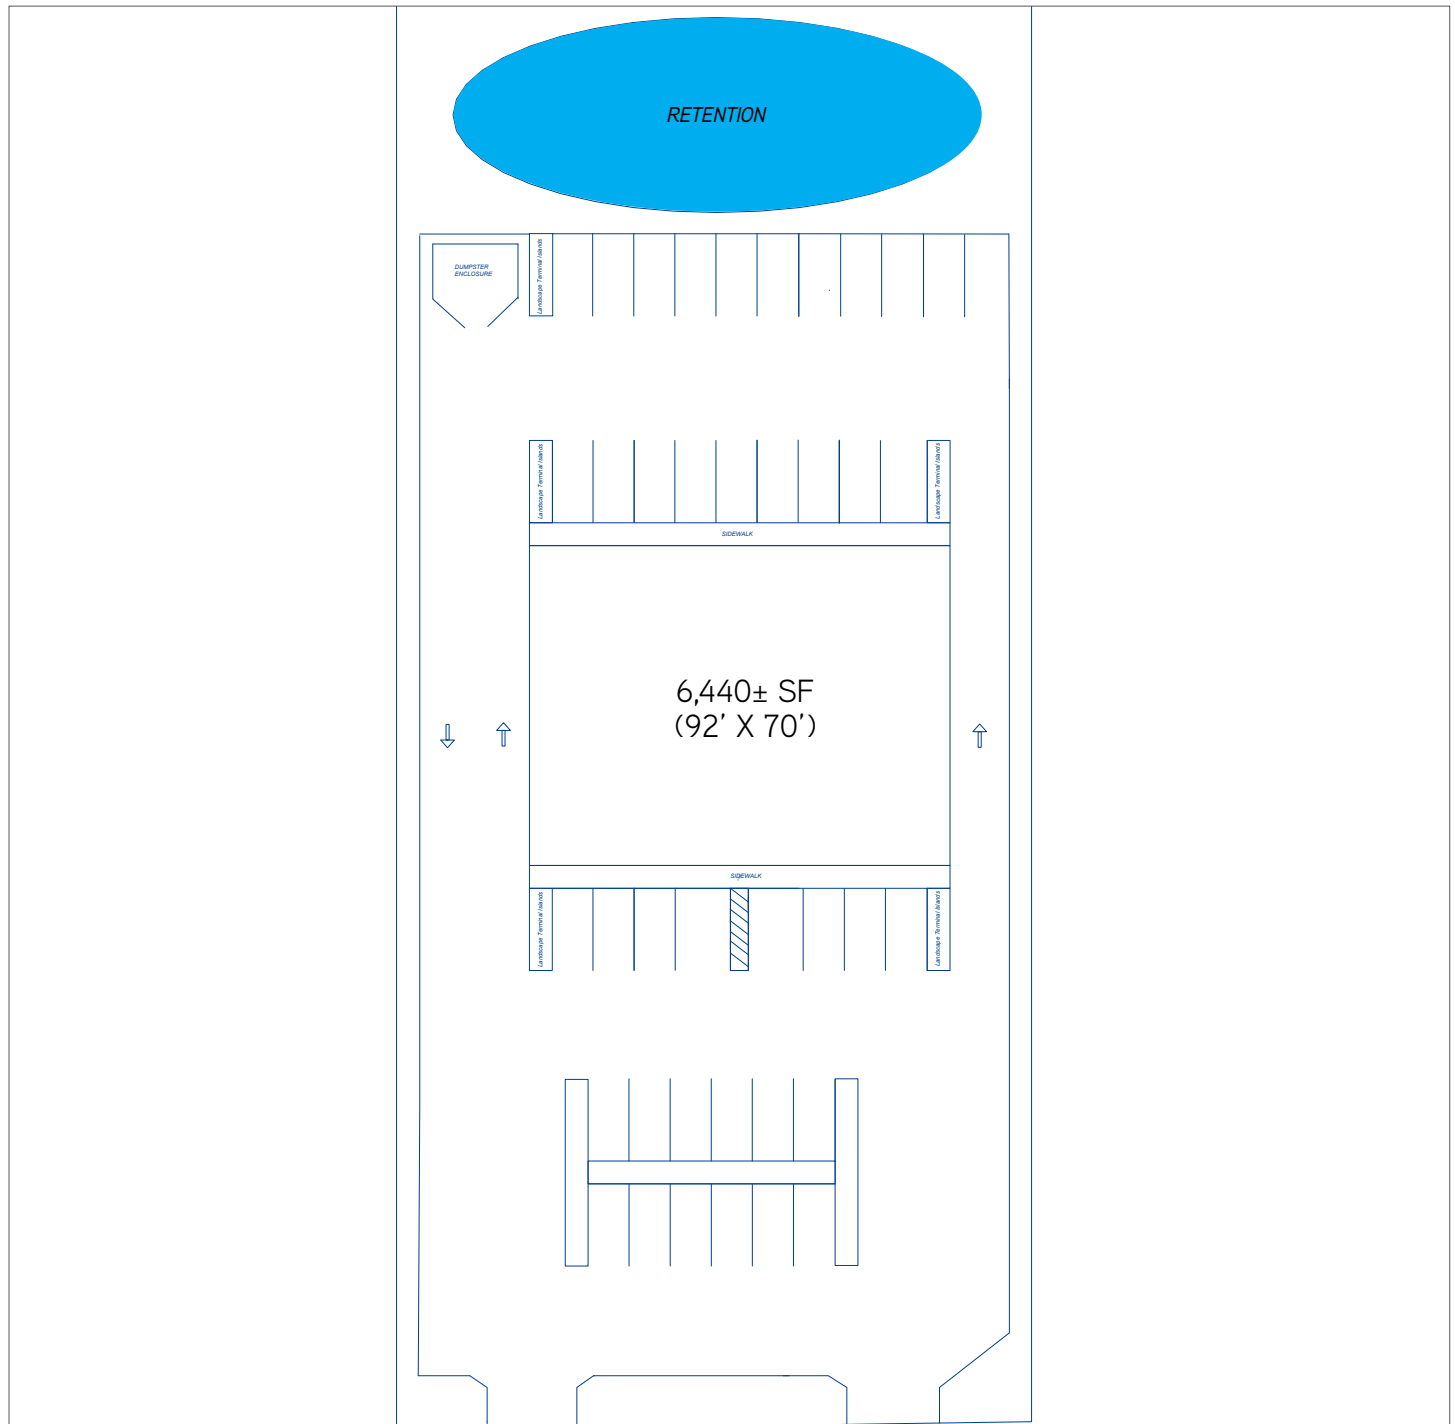 RETENTION
DUMPSTER
ENCLOSURE
Landscape Terminal Islands
Landscape Terminal Islands
Landscape Terminal Islands
SIDEWALK
6,440± SF
(92' X 70')
SIDEWALK
Landscape Terminal Islands
Landscape Terminal Islands